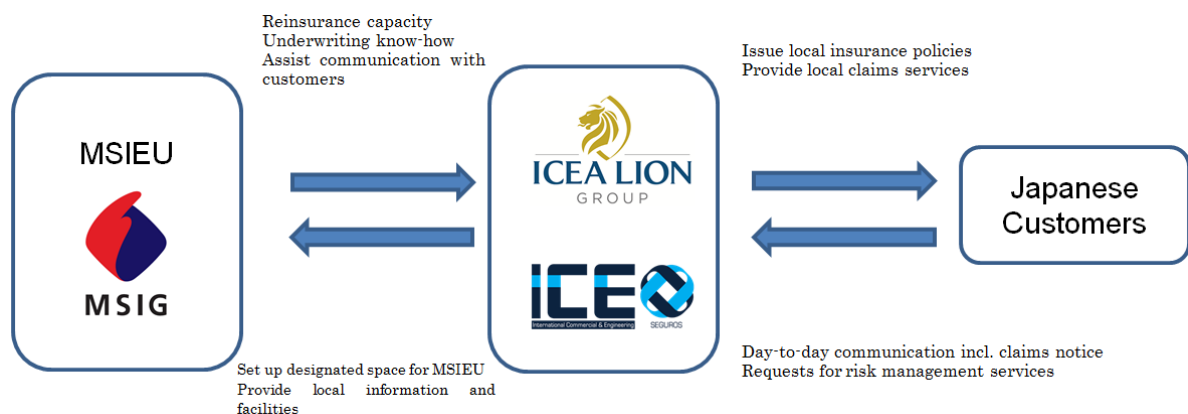 Reinsurance capacity
Underwriting know-how
Assist communication with
customers
Issue local insurance policies
Provide local claims services
MSIEU
MSIG
ICEA LION
GROUP
ICE
International Commercial & Engineering
SEGUROS
Japanese
Customers
Set up designated space for MSIEU
Provide local information and
facilities
Day-to-day communication incl. claims notice
Requests for risk management services